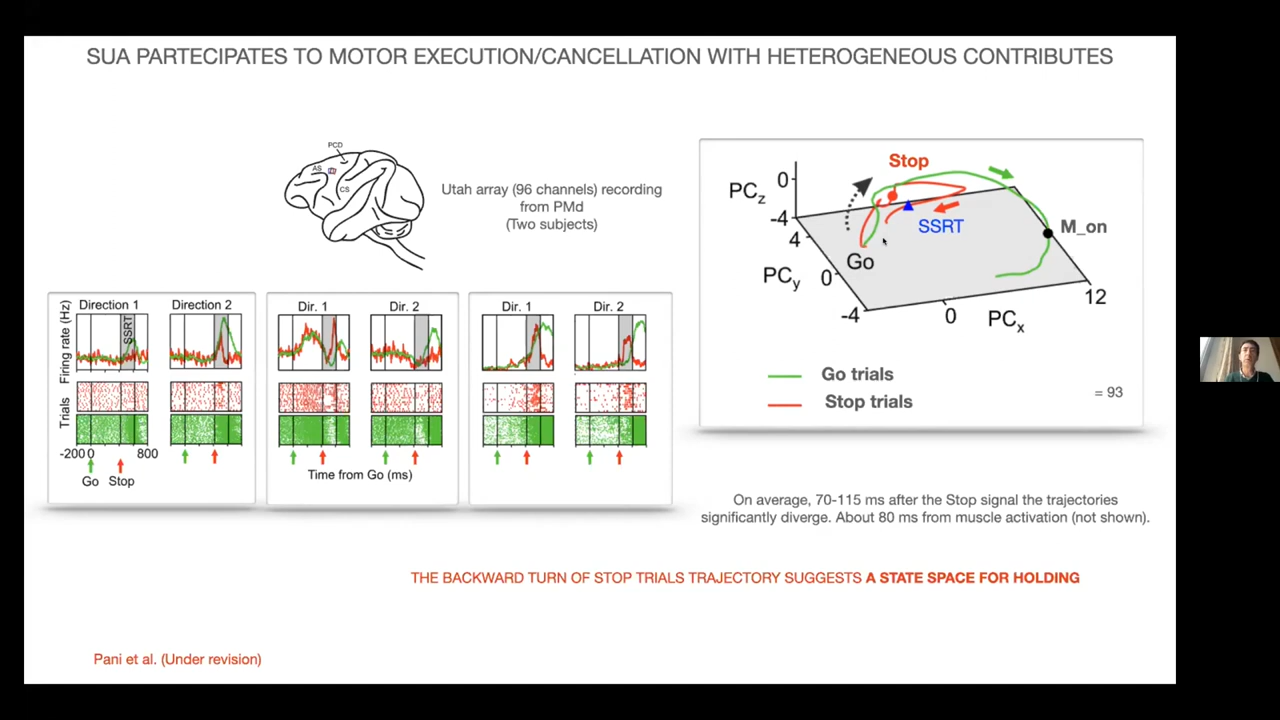 SUA PARTECIPATES TO MOTOR EXECUTION/CANCELLATION WITH HETEROGENEOUS CONTRIBUTES
PCD
AS
CS
Utah array (96 channels) recording
from PMd
(Two subjects)
Direction 1
Direction 2
Firing rate (Hz)
SSRT
Trials
-200 0
800
Go
Stop
Dir. 1
Dir. 2
Time from Go (ms)
Dir. 1
Dir. 2
Stop
PCz
0
-4
4
PCy
0
-4
0
PCx
12
SSRT
M_on
Go
Go trials
Stop trials
= 93
On average, 70-115 ms after the Stop signal the trajectories
significantly diverge. About 80 ms from muscle activation (not shown).
THE BACKWARD TURN OF STOP TRIALS TRAJECTORY SUGGESTS A STATE SPACE FOR HOLDING
Pani et al. (Under revision)